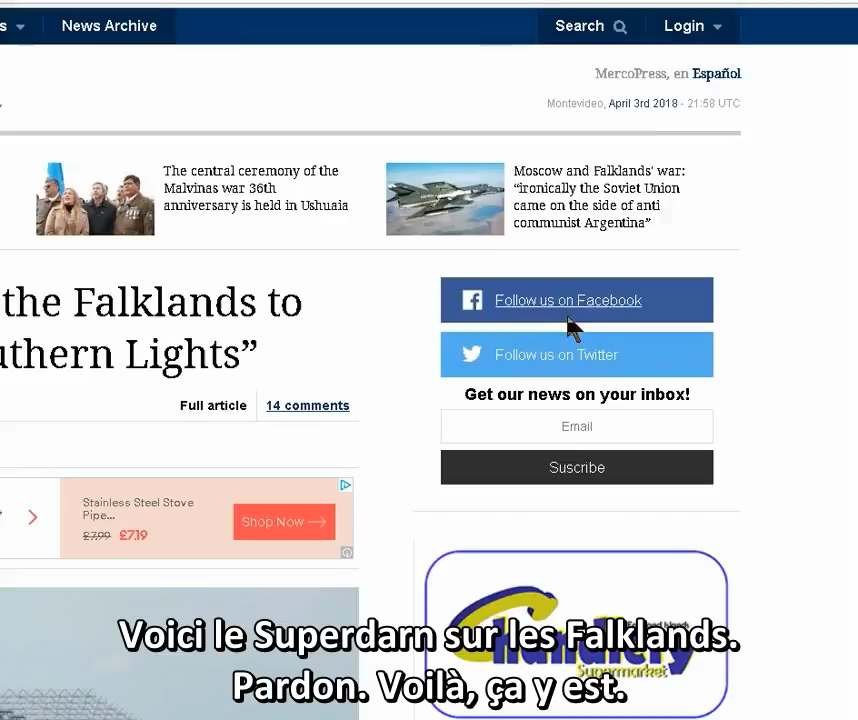 s
News Archive
Search
Login
MercoPress, en Español
Montevideo, April 3rd 2018 - 21:58 UTC
The central ceremony of the
Malvinas war 36th
anniversary is held in Ushuaia
Moscow and Falklands' war:
“ironically the Soviet Union
came on the side of anti
communist Argentina”
the Falklands to
uthern Lights”
Full article
14 comments
Follow us on Facebook
Follow us on Twitter
Get our news on your inbox!
Email
Suscribe
Stainless Steel Stove
Pipe...
£7.99 £7.19
Shop Now
Supermarket
Voici le Superdarn sur les Falklands.
Pardon. Voilà, ça y est.